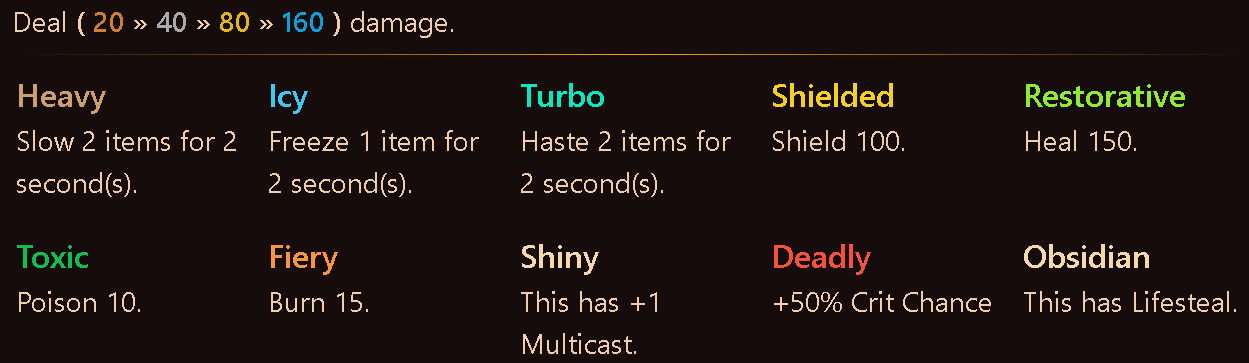 Deal ( 20 » 40 » 80 » 160 ) damage.
Heavy
Slow 2 items for 2
second(s).
Icy
Freeze 1 item for
2 second(s).
Turbo
Haste 2 items for
2 second(s).
Shielded
Shield 100.
Restorative
Heal 150.
Toxic
Poison 10.
Fiery
Burn 15.
Shiny
This has +1
Multicast.
Deadly
+50% Crit Chance
Obsidian
This has Lifesteal.